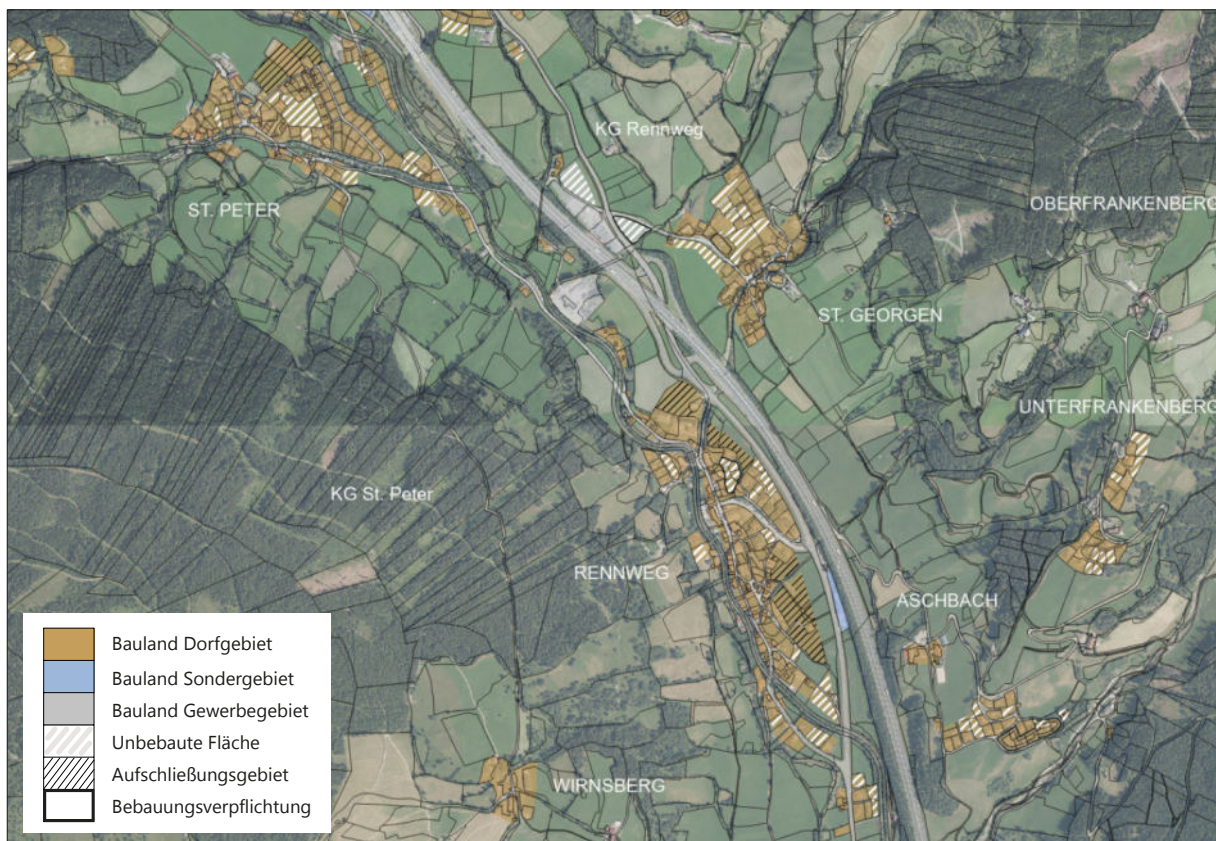 KG Rennweg
OBERFRANKENBERG
ST. PETER
ST. GEORGEN
UNTERFRANKENBERG
KG St. Peter
RENNWEG
ASCHBACH
WIRNSBERG
Bauland Dorfgebiet
Bauland Sondergebiet
Bauland Gewerbegebiet
Unbebaute Fläche
Aufschließungsgebiet
Bebauungsverpflichtung